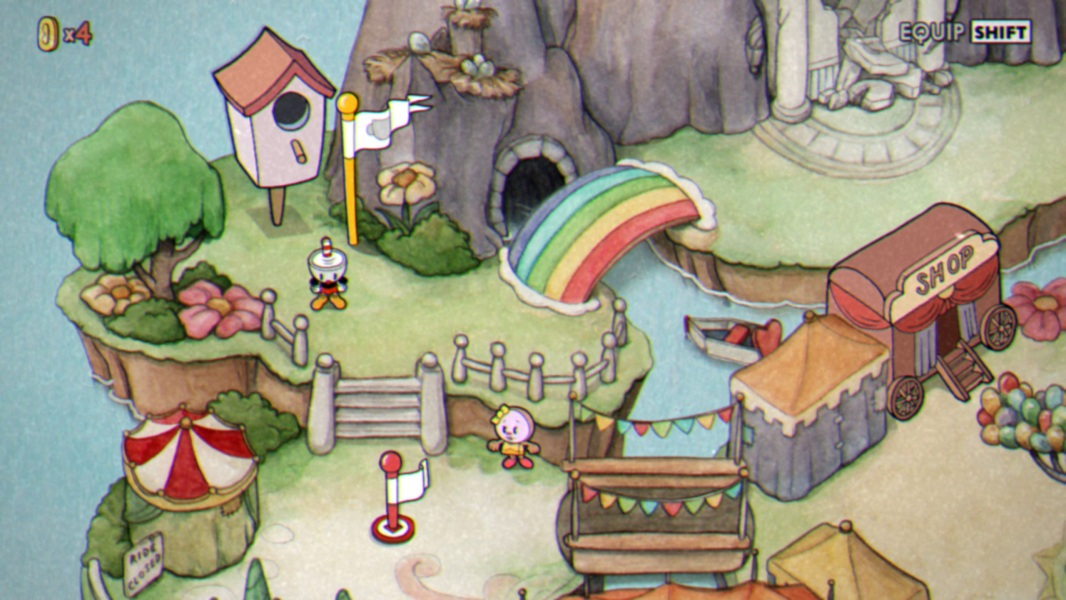 x4
EQUIP SHIFT
SHOP
RIDE
CLOSED